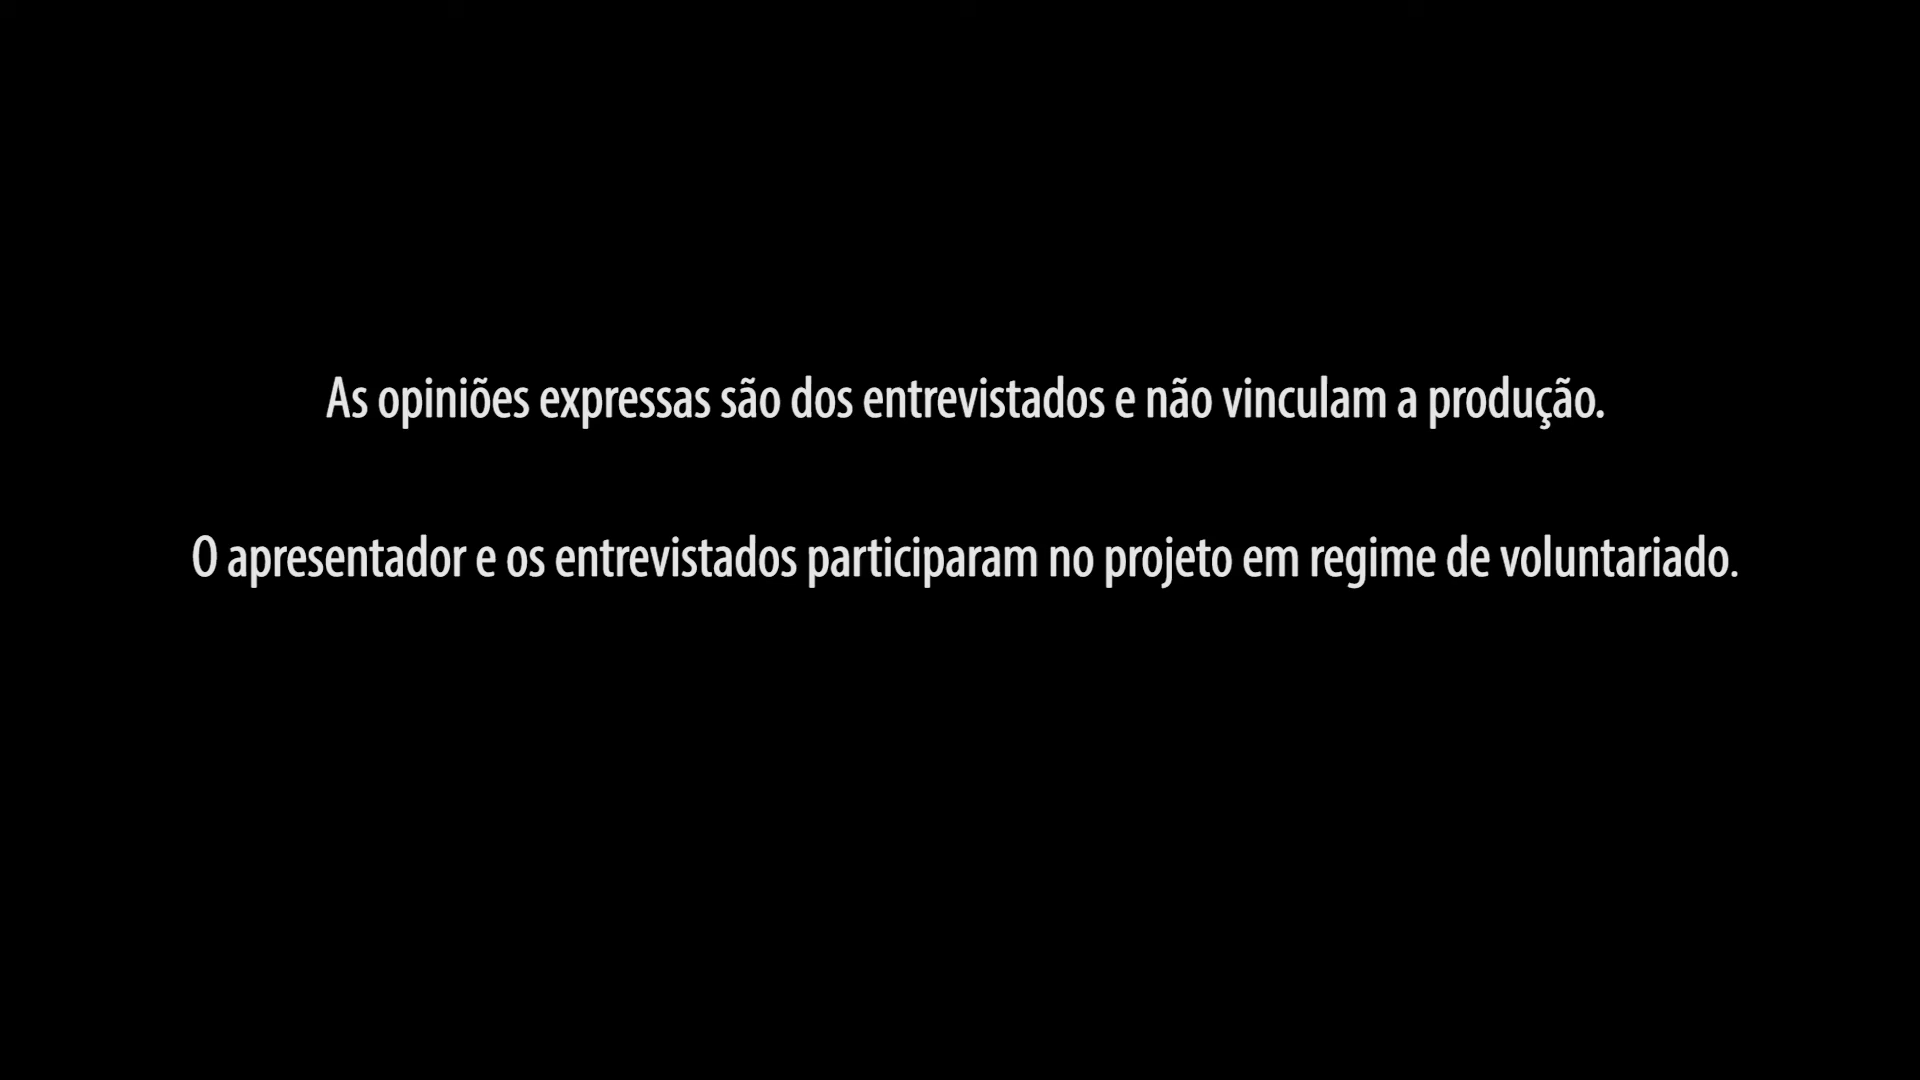 As opiniões expressas são dos entrevistados e não vinculam a produção.
O apresentador e os entrevistados participaram no projeto em regime de voluntariado.